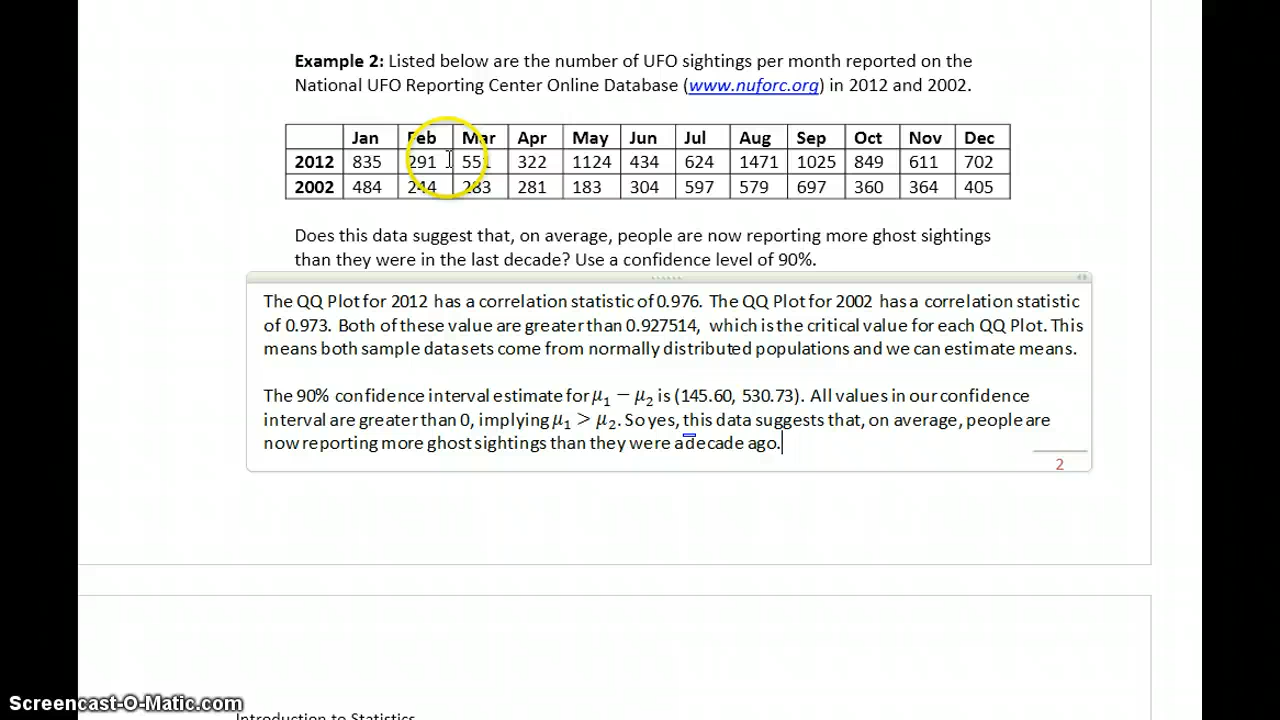 Example 2: Listed below are the number of UFO sightings per month reported on the
National UFO Reporting Center Online Database (www.nuforc.org) in 2012 and 2002.
Jan Feb Mar Apr May Jun Jul Aug Sep Oct Nov Dec
2012 835 291 551 322 1124 434 624 1471 1025 849 611 702
2002 484 244 283 281 183 304 597 579 697 360 364 405
Does this data suggest that, on average, people are now reporting more ghost sightings
than they were in the last decade? Use a confidence level of 90%.
The QQ Plot for 2012 has a correlation statistic of 0.976. The QQ Plot for 2002 has a correlation statistic
of 0.973. Both of these value are greater than 0.927514, which is the critical value for each QQ Plot. This
means both sample datasets come from normally distributed populations and we can estimate means.
The 90% confidence interval estimate for μ₁ − μ₂ is (145.60, 530.73). All values in our confidence
interval are greater than 0, implying μ₁ > μ₂. So yes, this data suggests that, on average, people are
now reporting more ghost sightings than they were a decade ago.
2
Screencast-O-Matic.com
Introduction to Statistics